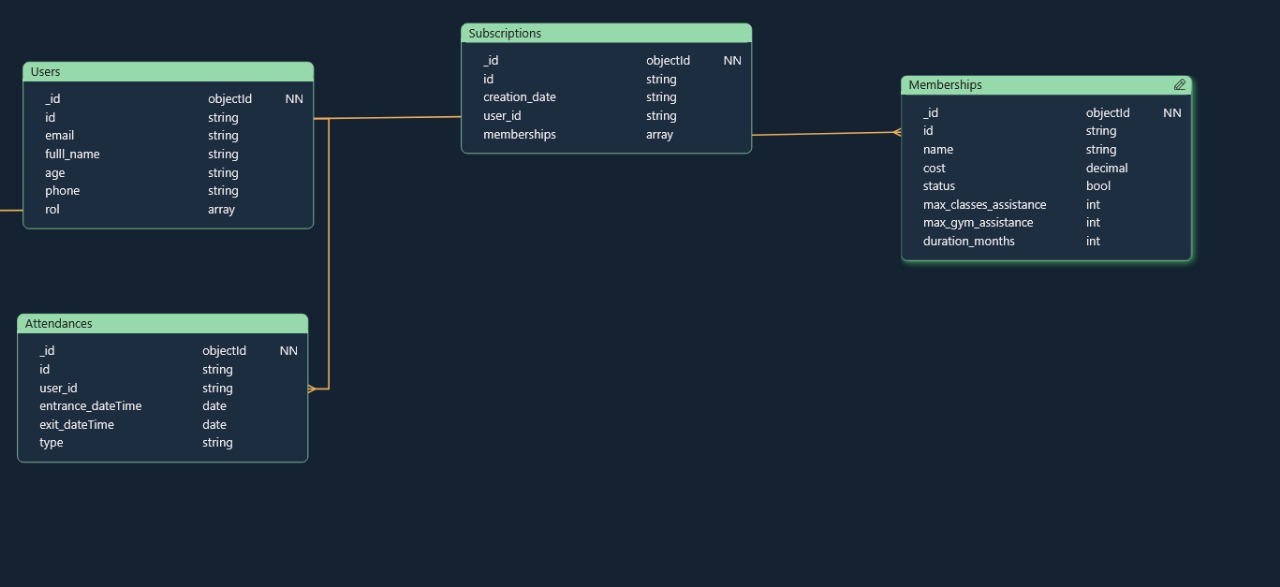 Users
_id objectId NN
id string
email string
fulll_name string
age string
phone string
rol array
Subscriptions
_id objectId NN
id string
creation_date string
user_id string
memberships array
Memberships
_id objectId NN
id string
name string
cost decimal
status bool
max_classes_assistance int
max_gym_assistance int
duration_months int
Attendances
_id objectId NN
id string
user_id string
entrance_dateTime date
exit_dateTime date
type string